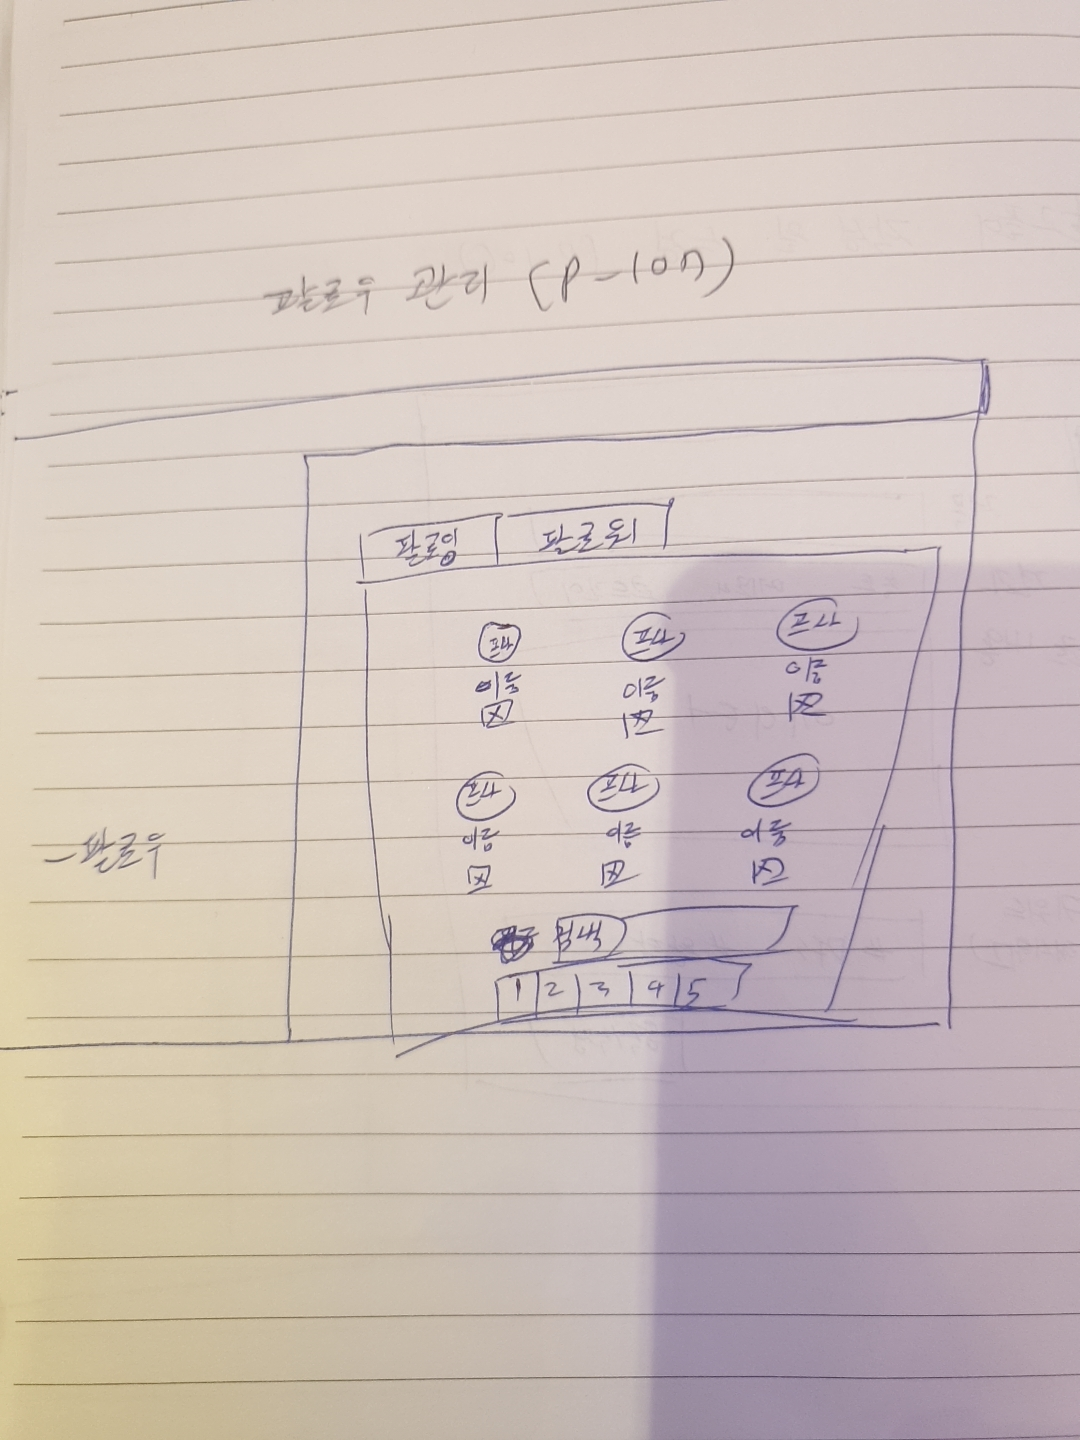 팔로우 관리 (P-107)
팔로잉 팔로워
프사 프사 프사
이름 이름 이름
X X X
프사 프사 프사
이름 이름 이름
X X X
- 팔로우
검색
1 2 3 4 5